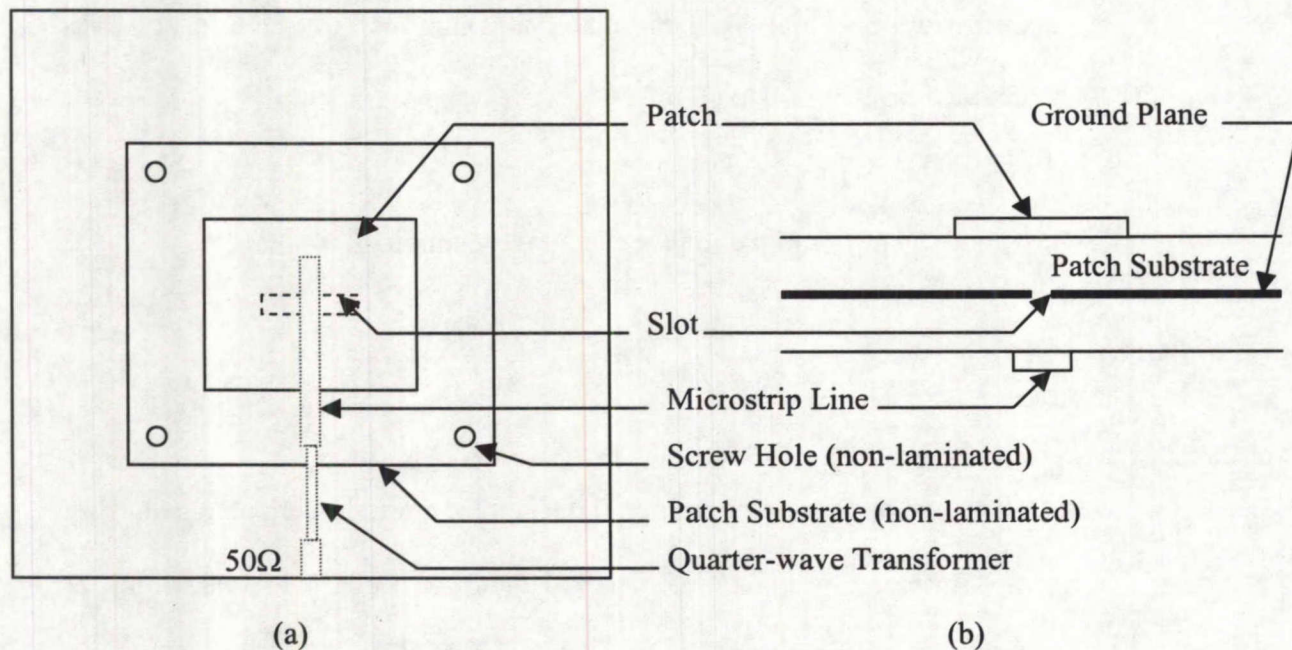 Patch
Ground Plane
Patch Substrate
Slot
Microstrip Line
Screw Hole (non-laminated)
Patch Substrate (non-laminated)
50Ω
Quarter-wave Transformer
(a)
(b)